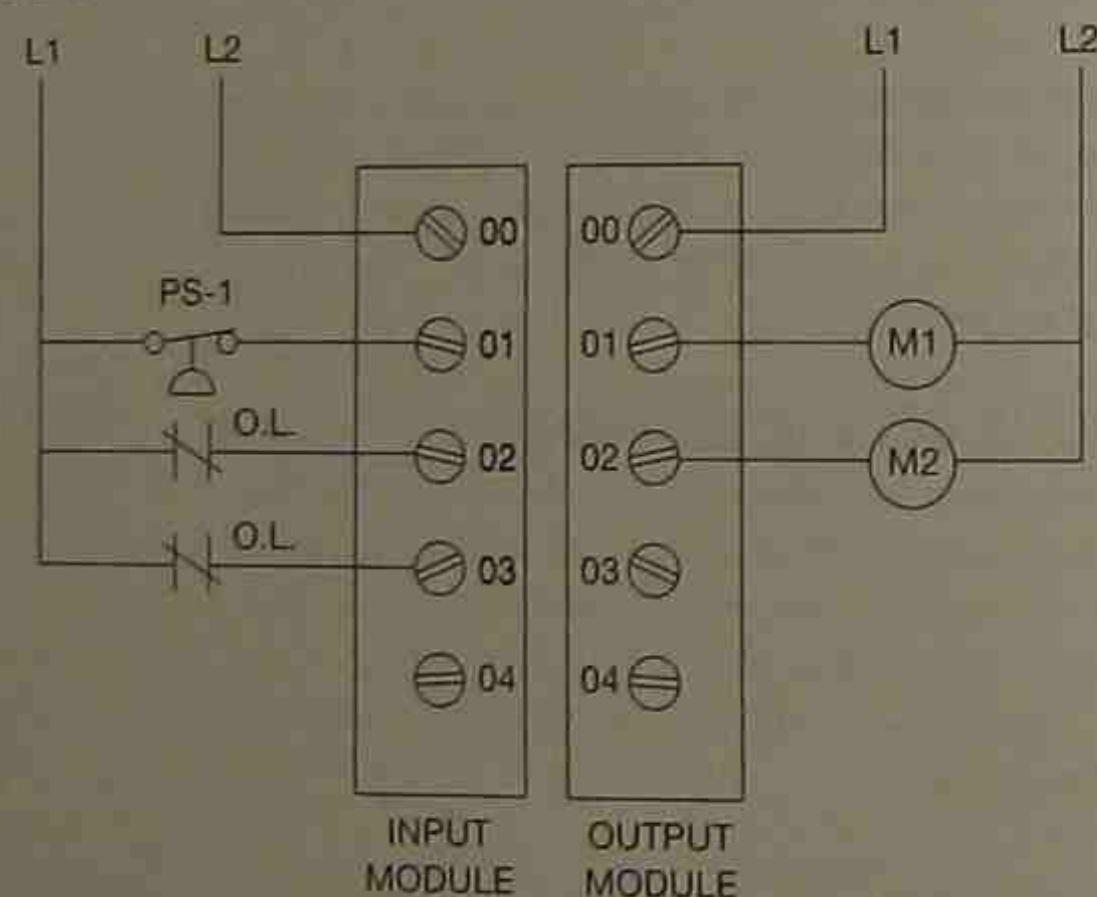 L1
L2
L1
L2
00
00
PS-1
01
01
M1
O.L.
02
02
M2
O.L.
03
03
04
04
INPUT
MODULE
OUTPUT
MODULE